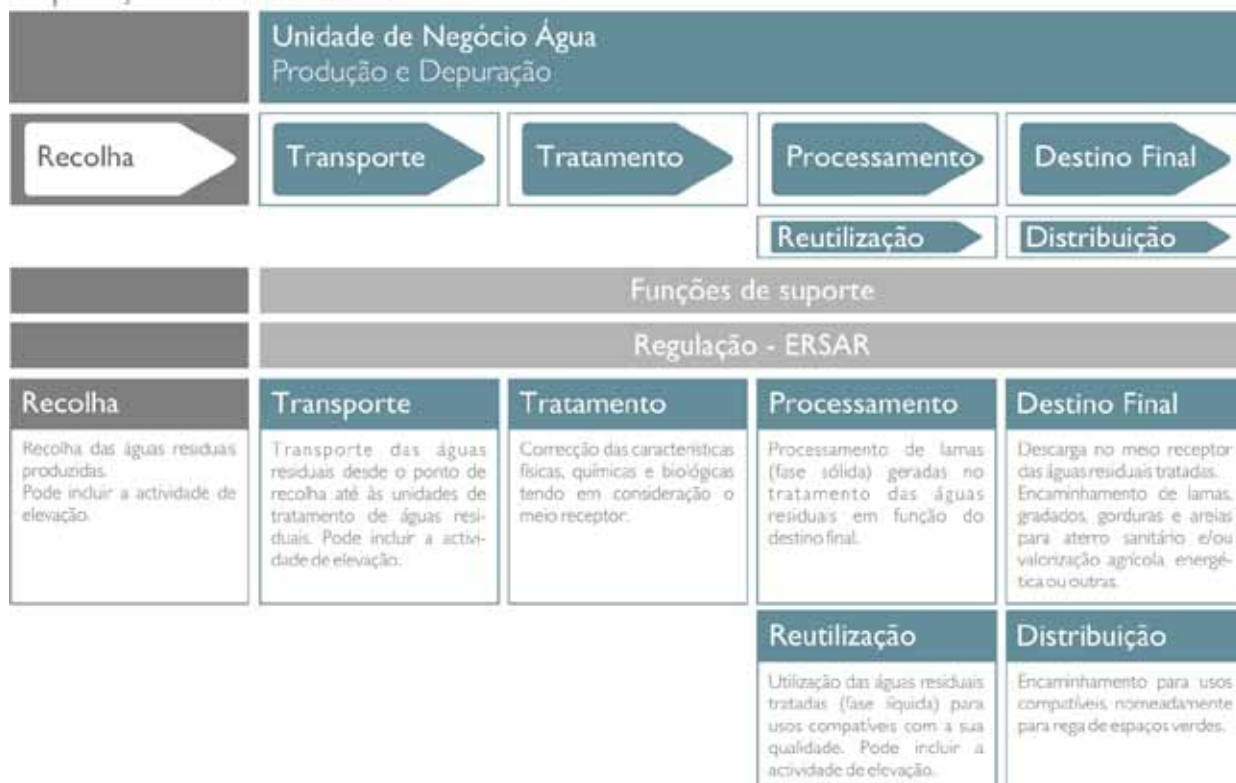 Unidade de Negócio Água
Produção e Depuração
Recolha
Transporte
Tratamento
Processamento
Destino Final
Reutilização
Distribuição
Funções de suporte
Regulação - ERSAR
Recolha
Recolha das águas residuais
produzidas.
Pode incluir a actividade de
elevação.
Transporte
Transporte das águas
residuais desde o ponto de
recolha até às unidades de
tratamento de águas resi-
duais. Pode incluir a activi-
dade de elevação.
Tratamento
Correcção das características
físicas, químicas e biológicas
tendo em consideração o
meio receptor.
Processamento
Processamento de lamas
(fase sólida) geradas no
tratamento das águas
residuais em função do
destino final.
Destino Final
Descarga no meio receptor
das águas residuais tratadas.
Encaminhamento de lamas,
gradados, gorduras e areias
para aterro sanitário e/ou
valorização agrícola energé-
tica ou outras.
Reutilização
Utilização das águas residuais
tratadas (fase líquida) para
usos compatíveis com a sua
qualidade. Pode incluir a
actividade de elevação.
Distribuição
Encaminhamento para usos
compatíveis, nomeadamente
para rega de espaços verdes.